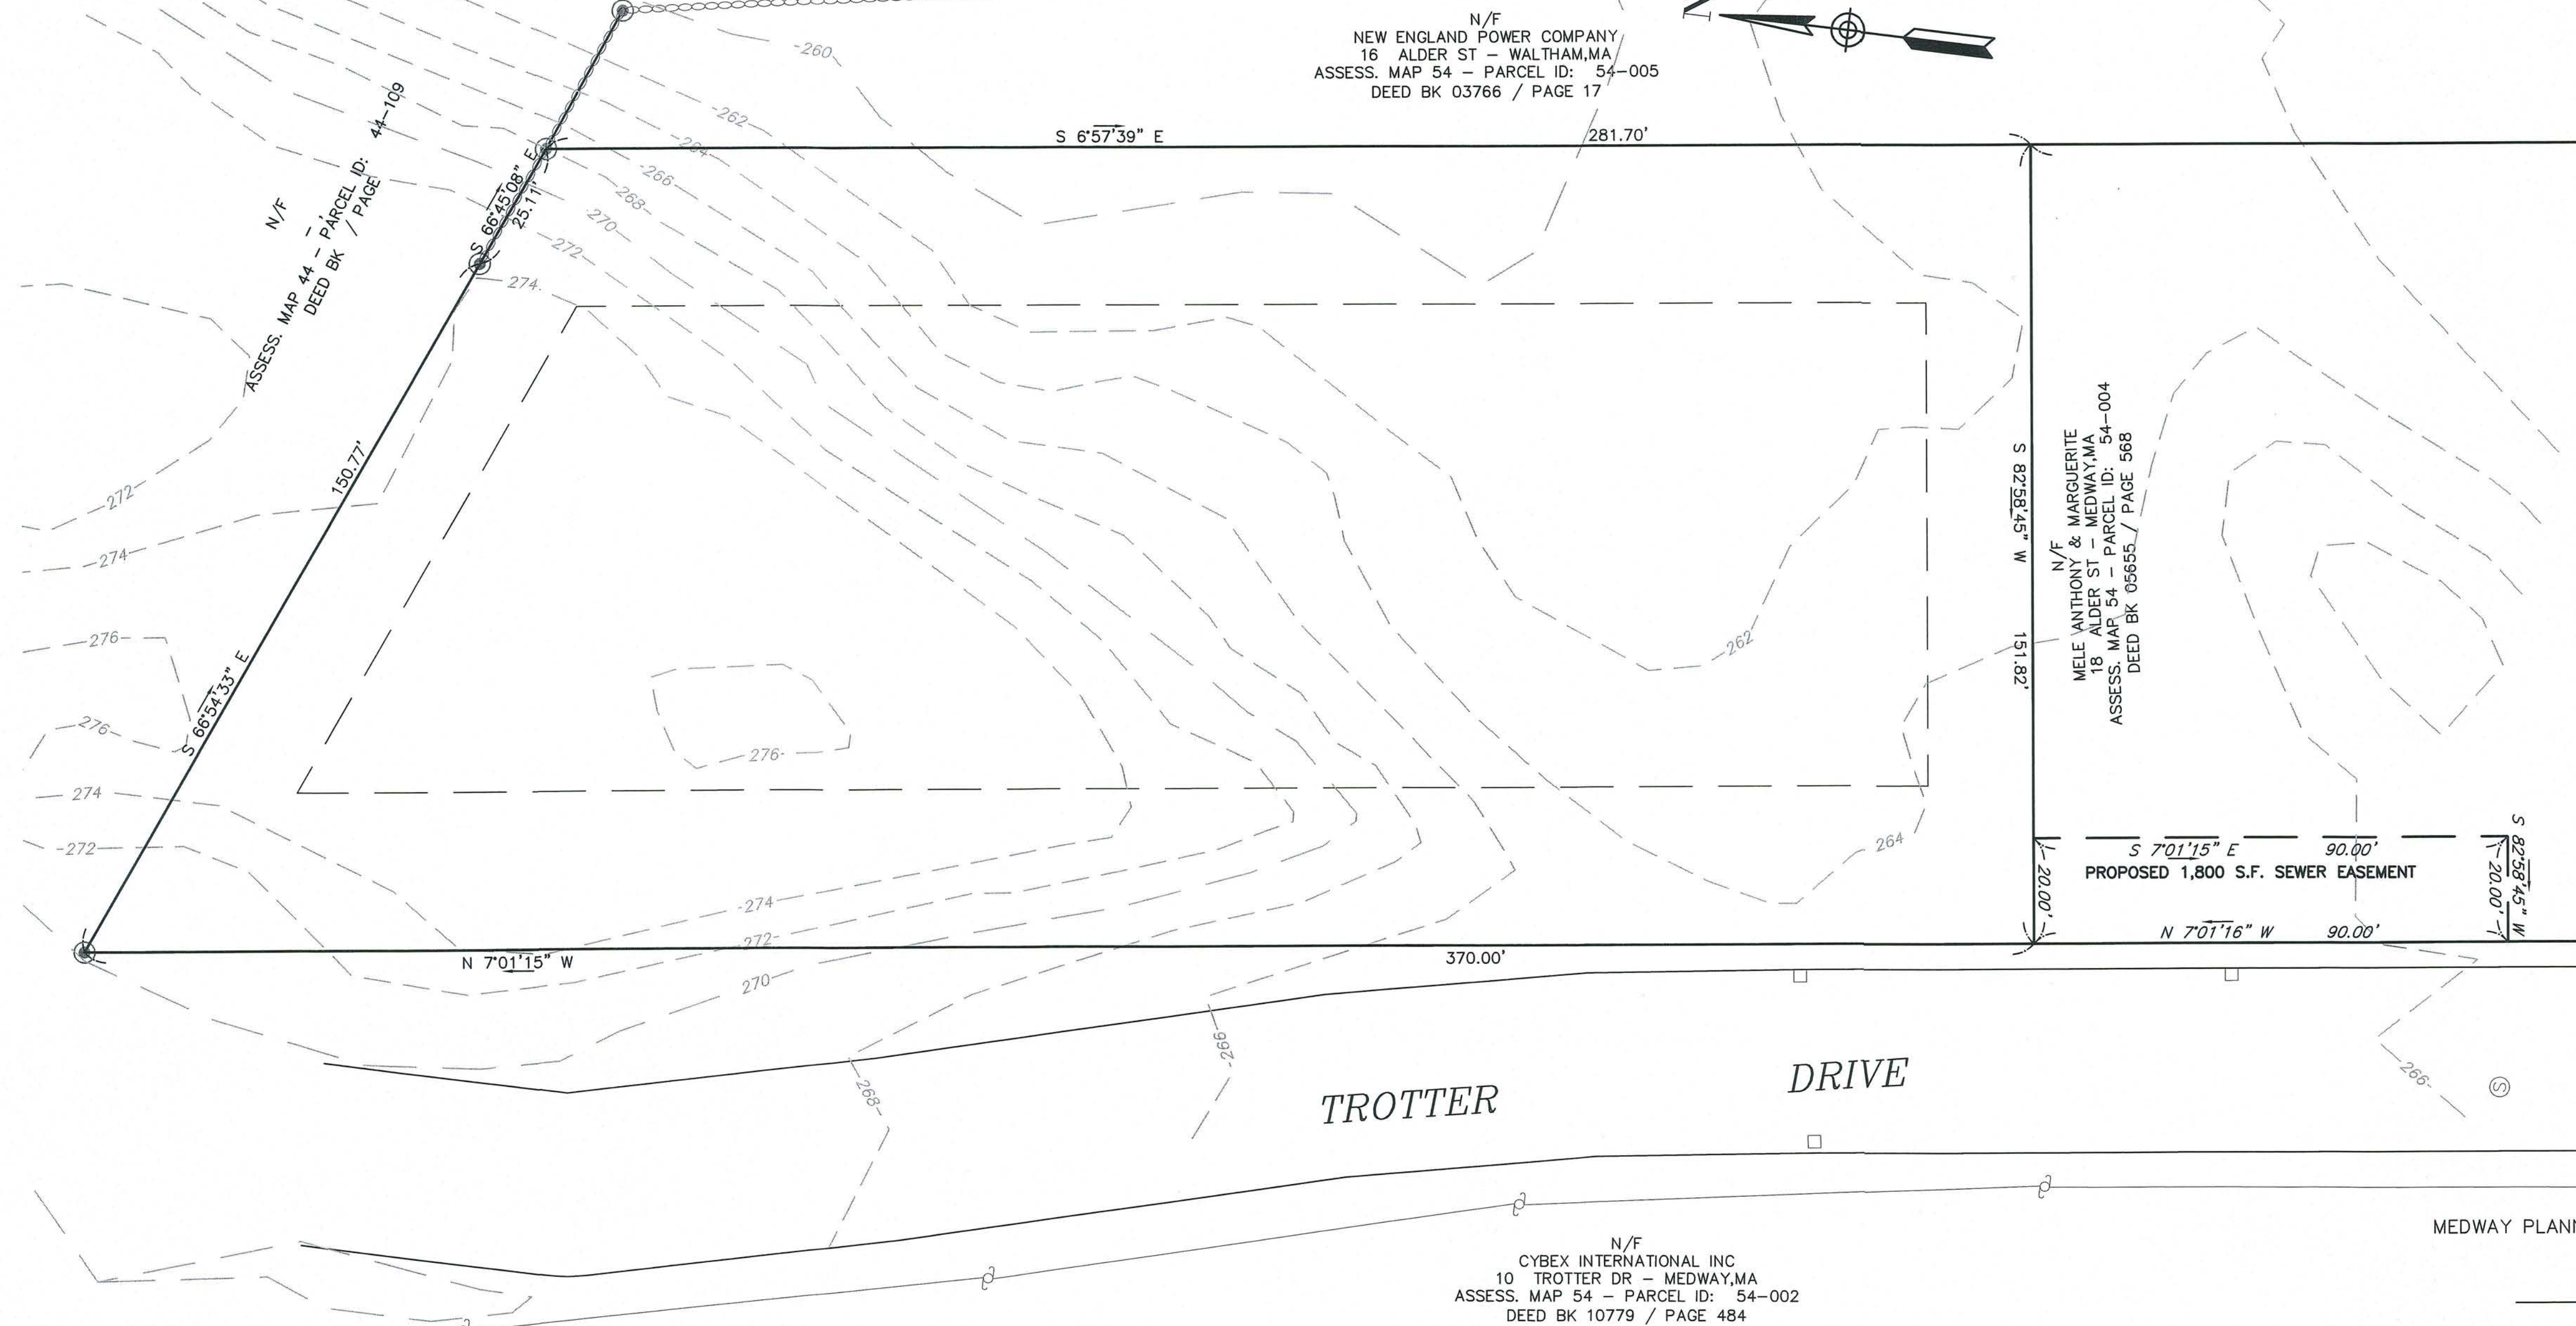 N/F
NEW ENGLAND POWER COMPANY
16 ALDER ST – WALTHAM,MA
ASSESS. MAP 54 – PARCEL ID: 54-005
DEED BK 03766 / PAGE 17
-260
-262
-264
-266
-268
-270
-272
274
S 6°57'39" E
281.70'
N/F
ASSESS. MAP 44 – PARCEL ID: 44-109
DEED BK / PAGE
S 66°45'08" E
25.11'
150.77'
S 66°54'33" E
-272-
-274-
-276-
-276-
-274
-272-
-276-
-262
264
S 82°58'45" W
151.82'
N/F
MELE ANTHONY & MARGUERITE
18 ALDER ST – MEDWAY,MA
ASSESS. MAP 54 – PARCEL ID: 54-004
DEED BK 05655 / PAGE 568
S 7°01'15" E
90.00'
PROPOSED 1,800 S.F. SEWER EASEMENT
20.00'
20.00'
S 82°58'45" W
N 7°01'16" W
90.00'
-274-
-272-
270
N 7°01'15" W
370.00'
-268-
-266-
-266-
S
TROTTER DRIVE
MEDWAY PLANN
N/F
CYBEX INTERNATIONAL INC
10 TROTTER DR – MEDWAY,MA
ASSESS. MAP 54 – PARCEL ID: 54-002
DEED BK 10779 / PAGE 484